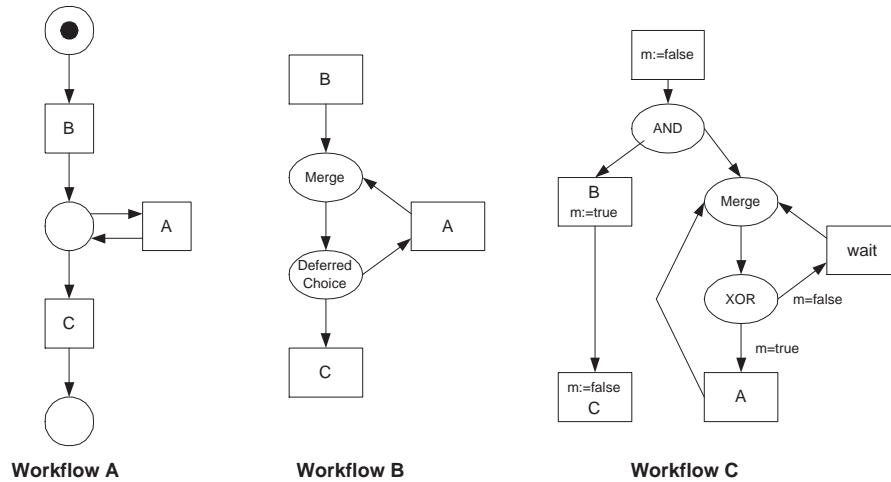 B
A
C
Workflow A
B
Merge
A
Deferred
Choice
C
Workflow B
m:=false
AND
B
m:=true
Merge
wait
XOR
m=false
m=true
m:=false
C
A
Workflow C